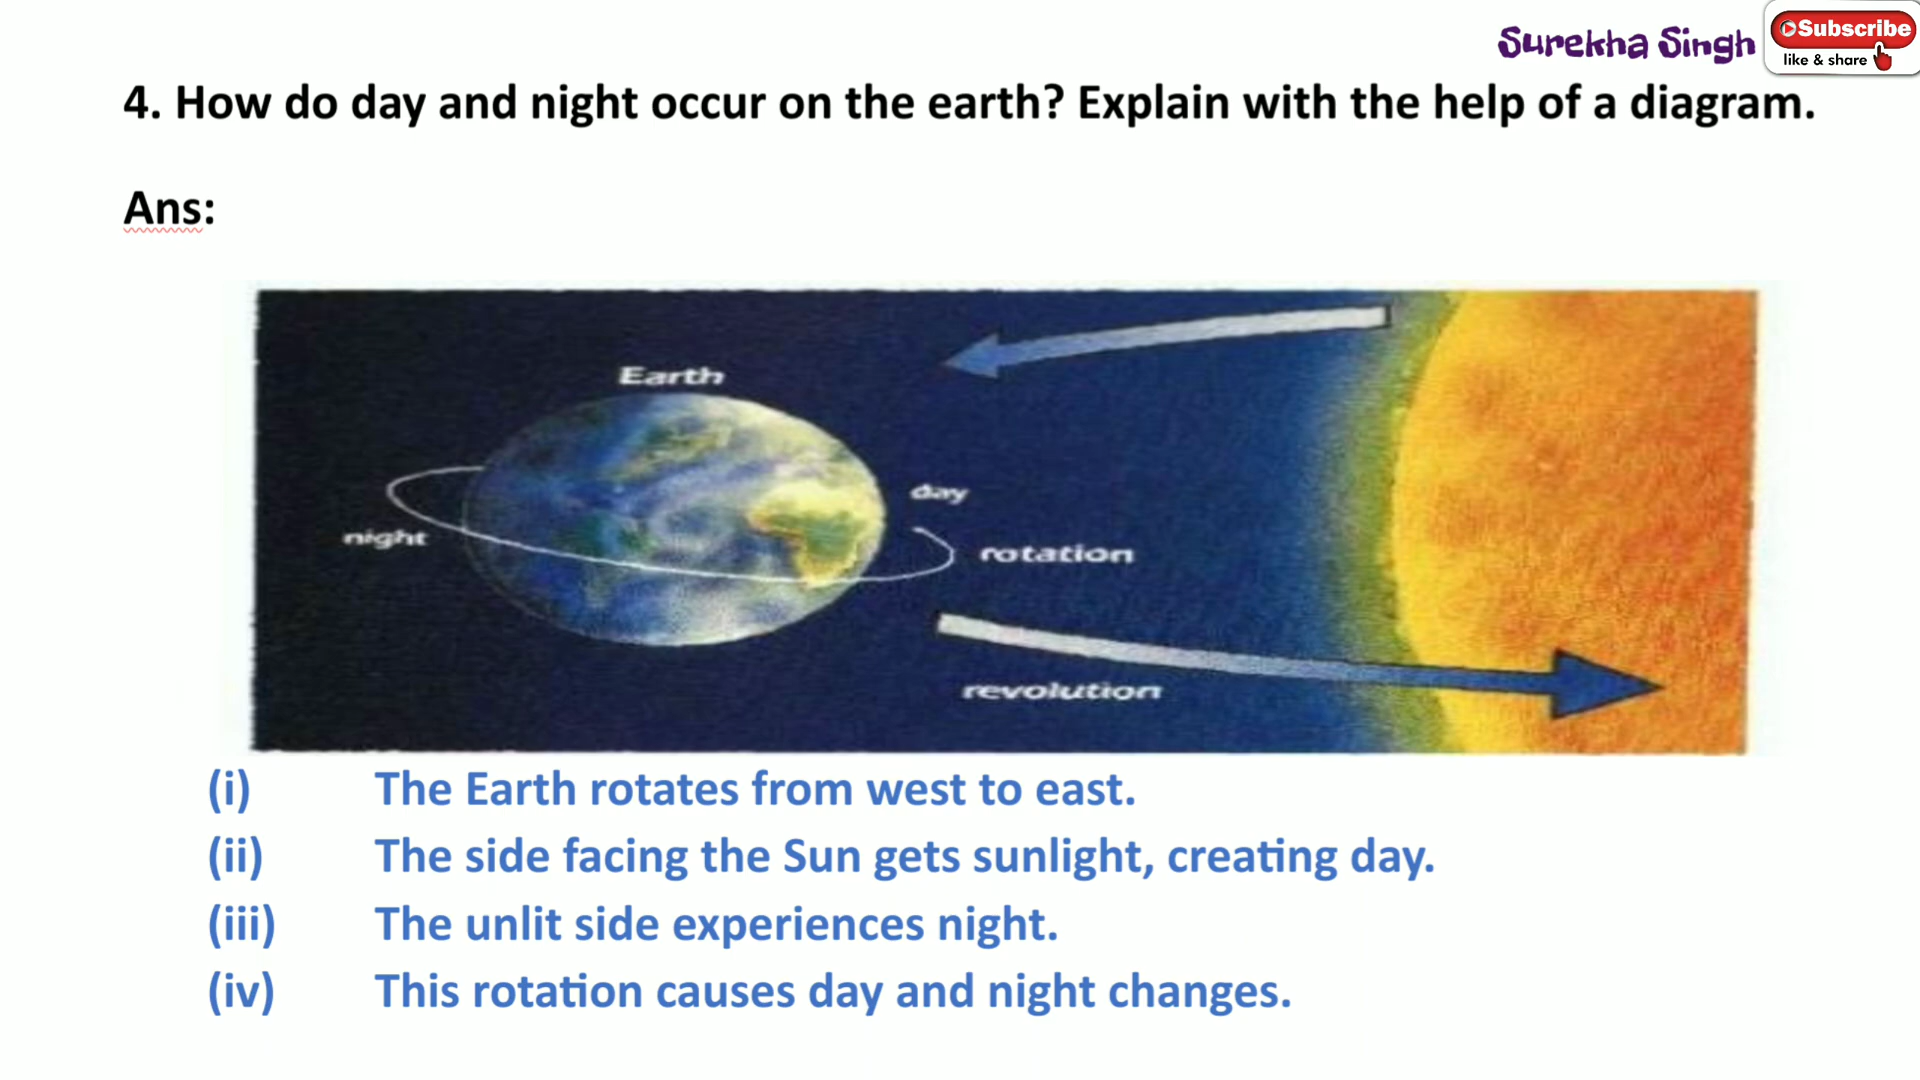 Surekha Singh
Subscribe
like & share
4. How do day and night occur on the earth? Explain with the help of a diagram.
Ans:
Earth
day
night
rotation
revolution
(i) The Earth rotates from west to east.
(ii) The side facing the Sun gets sunlight, creating day.
(iii) The unlit side experiences night.
(iv) This rotation causes day and night changes.